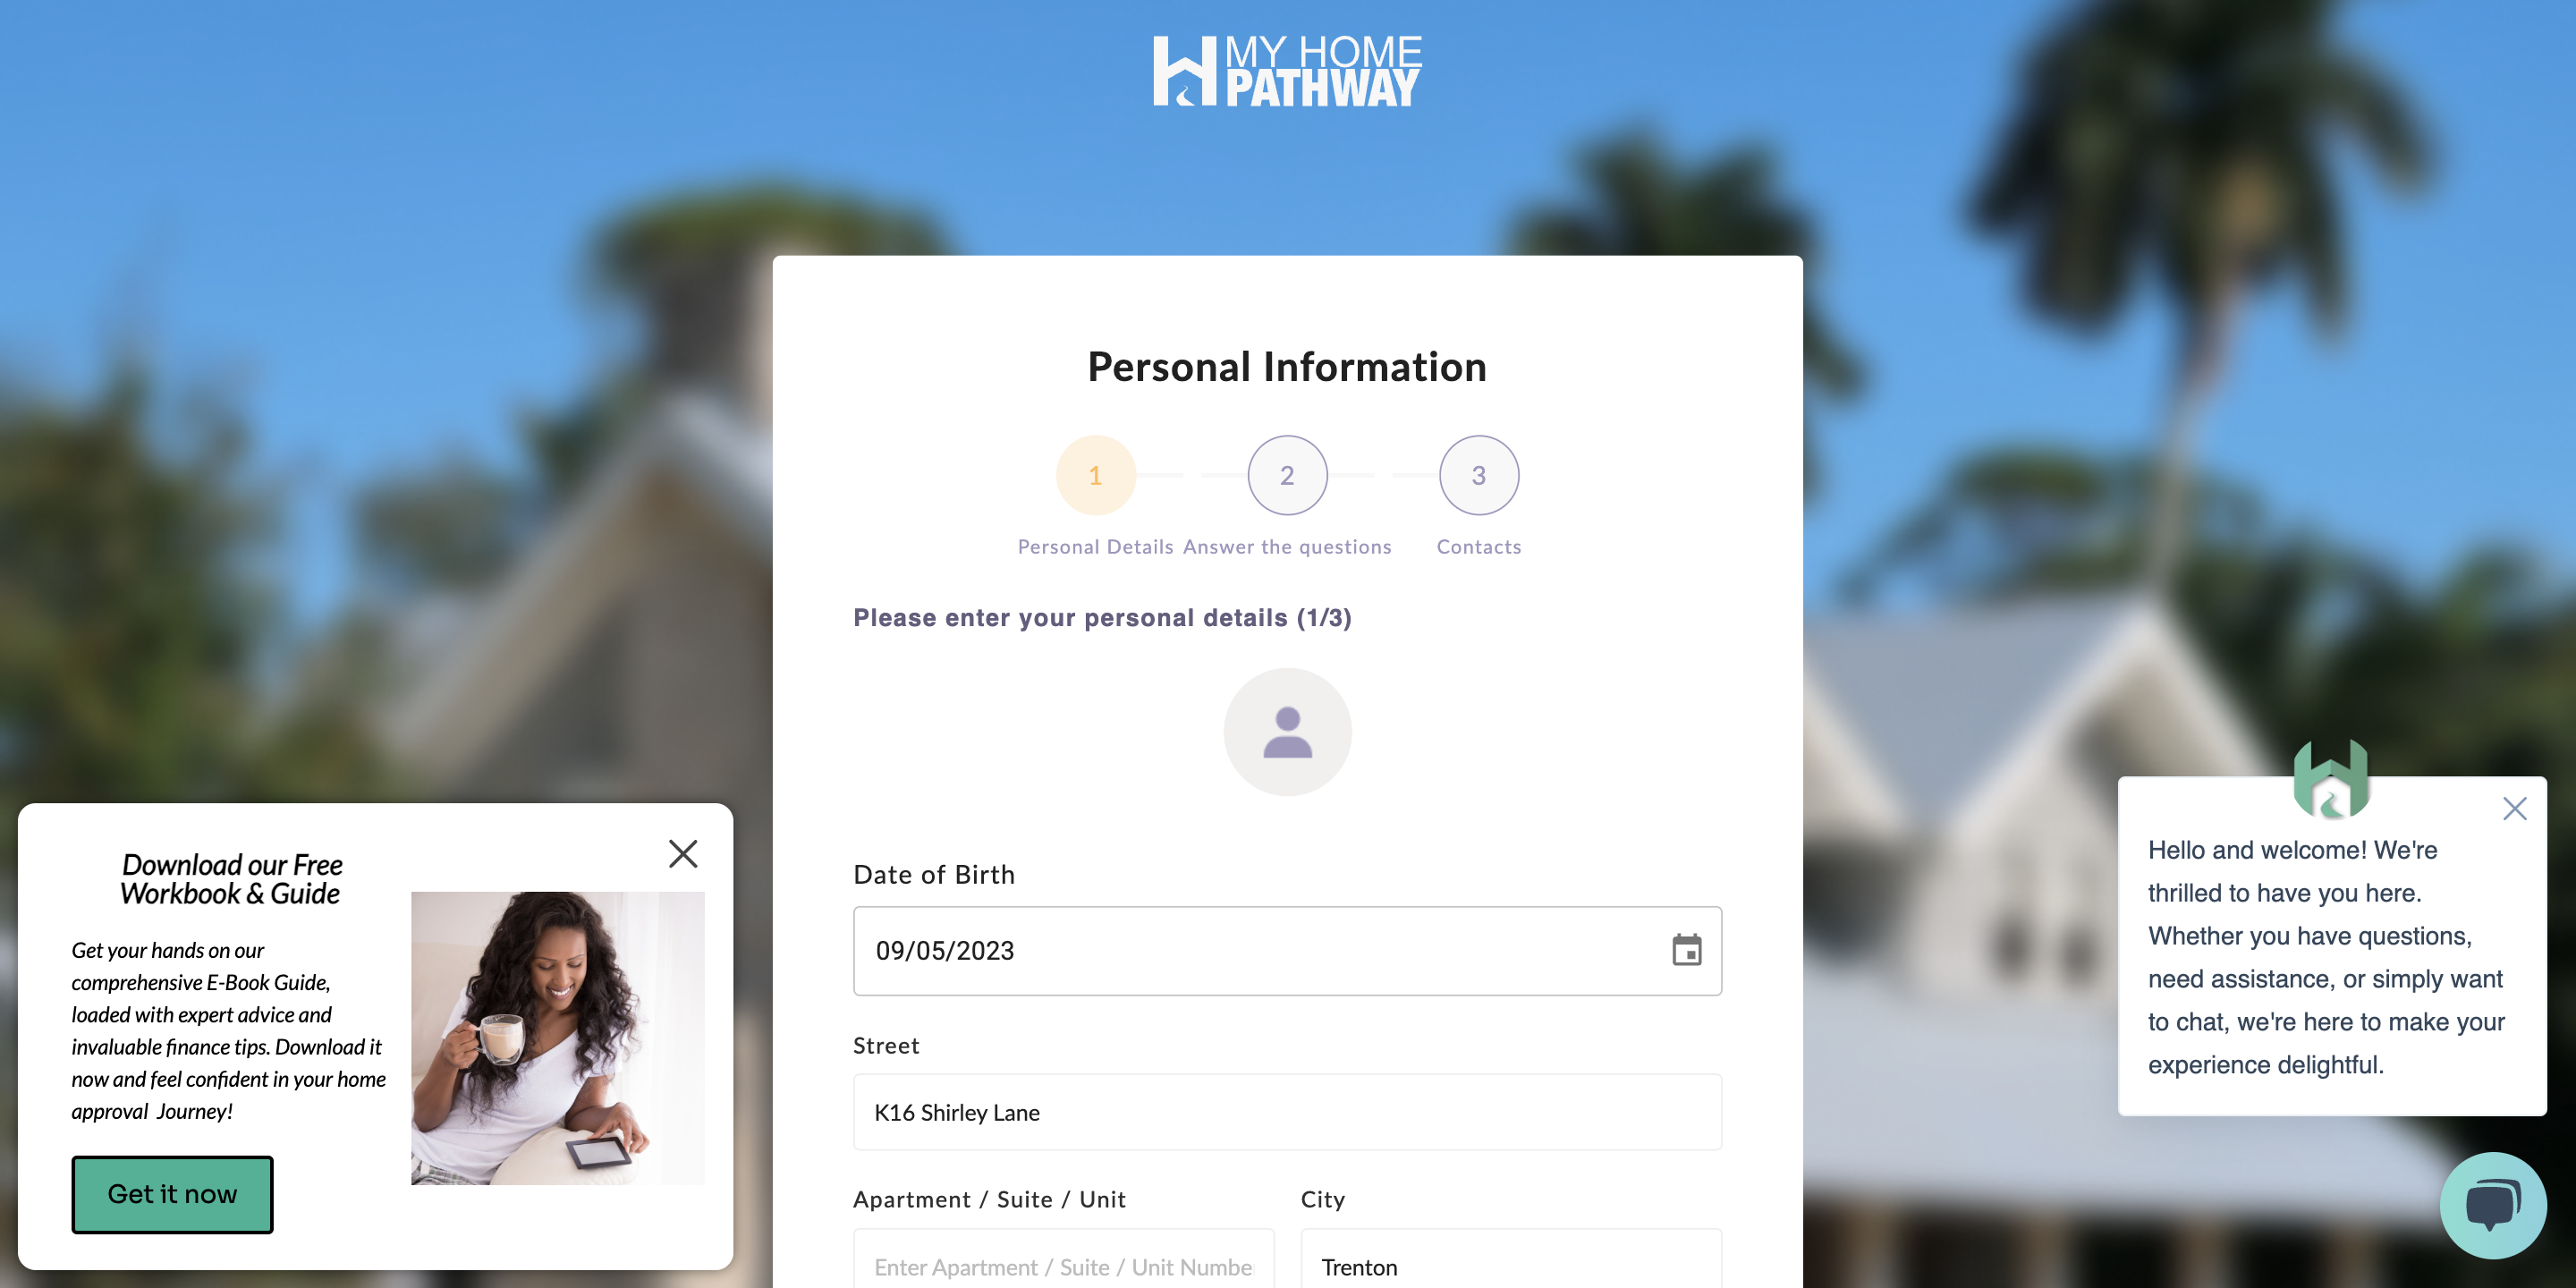 MY HOME
PATHWAY
Personal Information
1
2
3
Personal Details
Answer the questions
Contacts
Please enter your personal details (1/3)
Date of Birth
09/05/2023
Street
K16 Shirley Lane
Apartment / Suite / Unit
City
Enter Apartment / Suite / Unit Numbe
Trenton
Download our Free
Workbook & Guide
Get your hands on our
comprehensive E-Book Guide,
loaded with expert advice and
invaluable finance tips. Download it
now and feel confident in your home
approval Journey!
Get it now
Hello and welcome! We're
thrilled to have you here.
Whether you have questions,
need assistance, or simply want
to chat, we're here to make your
experience delightful.